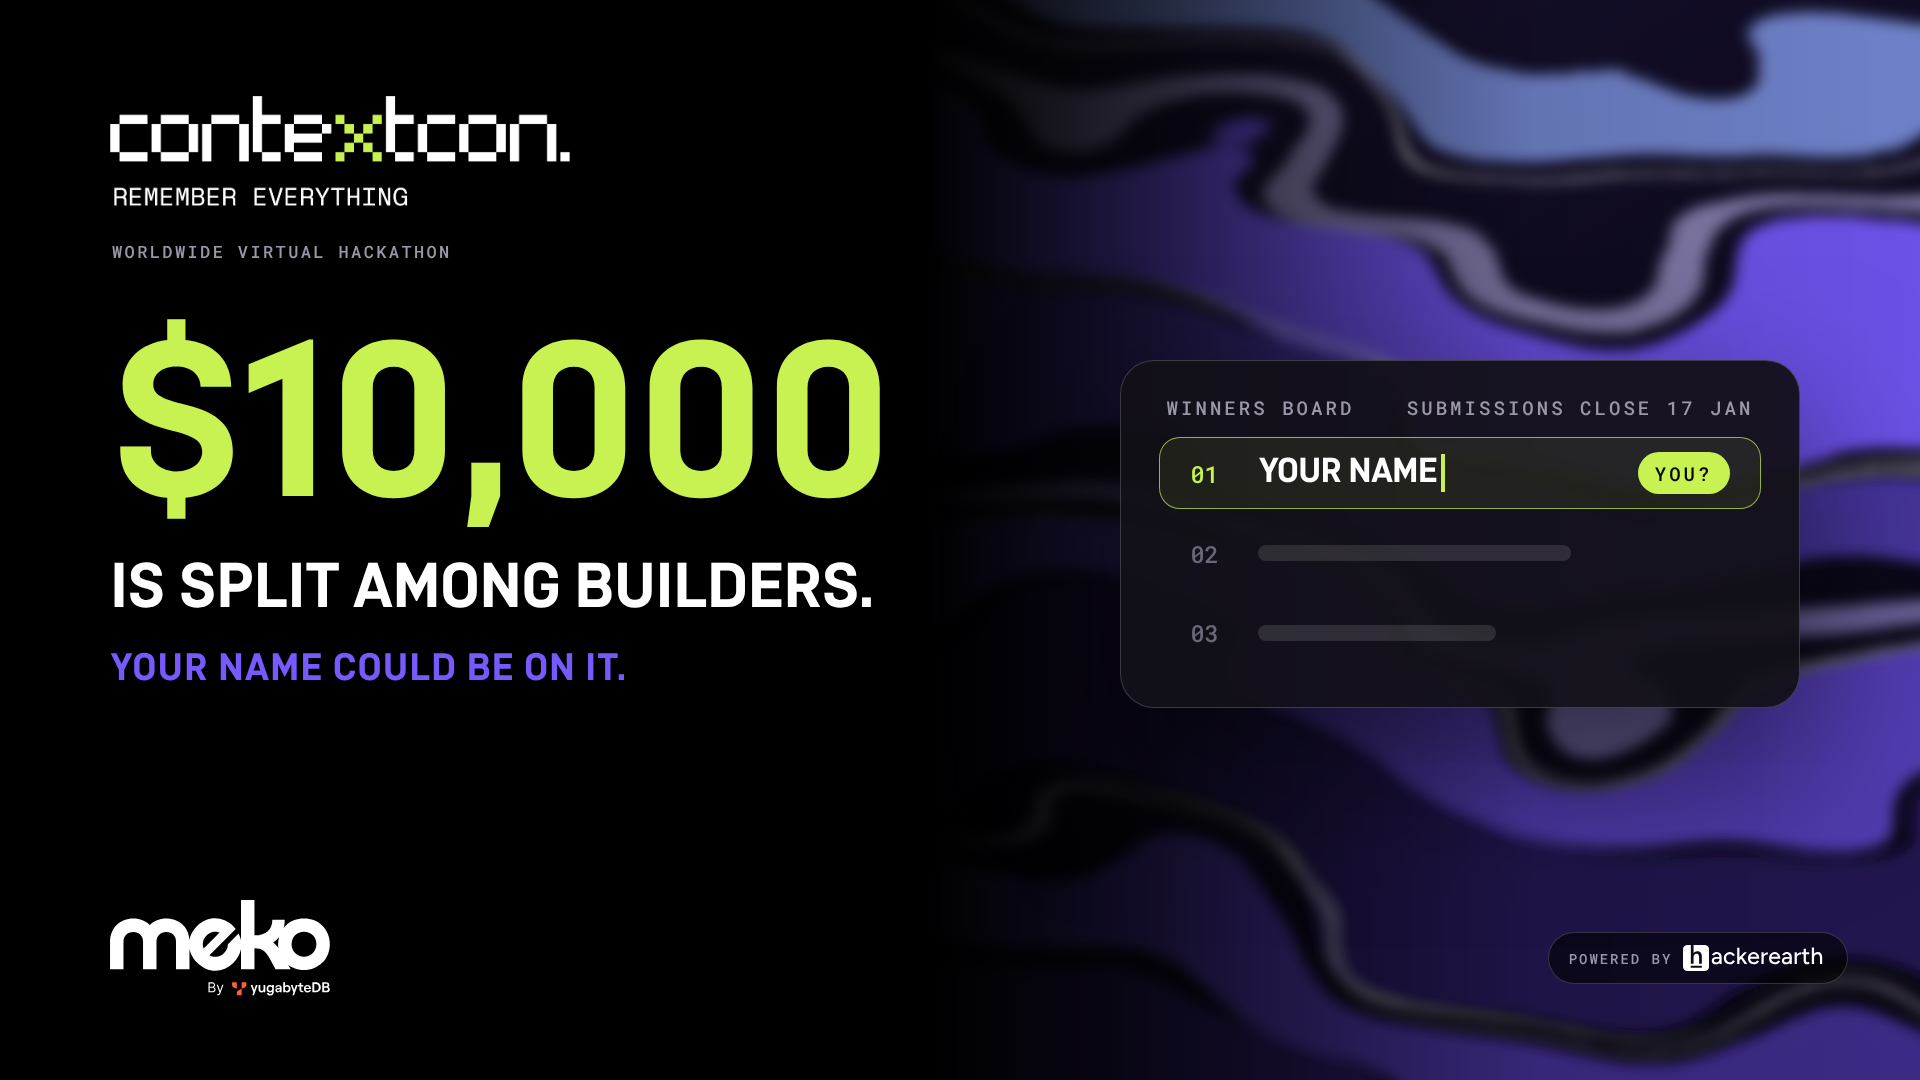 contextcon.
REMEMBER EVERYTHING
WORLDWIDE VIRTUAL HACKATHON
$10,000
IS SPLIT AMONG BUILDERS.
YOUR NAME COULD BE ON IT.
WINNERS BOARD SUBMISSIONS CLOSE 17 JAN
01 YOUR NAME YOU?
02
03
meko
By yugabyteDB
POWERED BY hackerearth